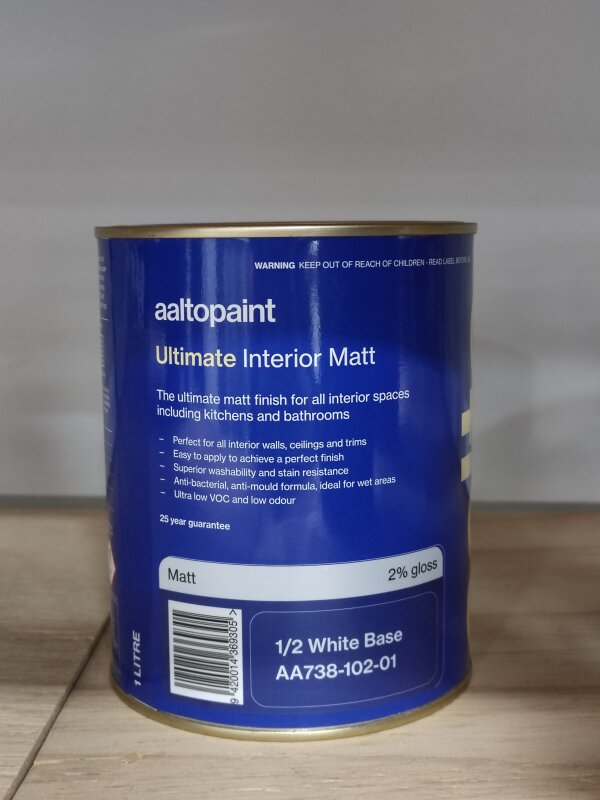 WARNING KEEP OUT OF REACH OF CHILDREN - READ LABEL BEFORE
aaltopaint
Ultimate Interior Matt
The ultimate matt finish for all interior spaces
including kitchens and bathrooms
– Perfect for all interior walls, ceilings and trims
– Easy to apply to achieve a perfect finish
– Superior washability and stain resistance
– Anti-bacterial, anti-mould formula, ideal for wet areas
– Ultra low VOC and low odour
25 year guarantee
Matt
2% gloss
1/2 White Base
AA738-102-01
9 420014 369305 >
1 LITRE